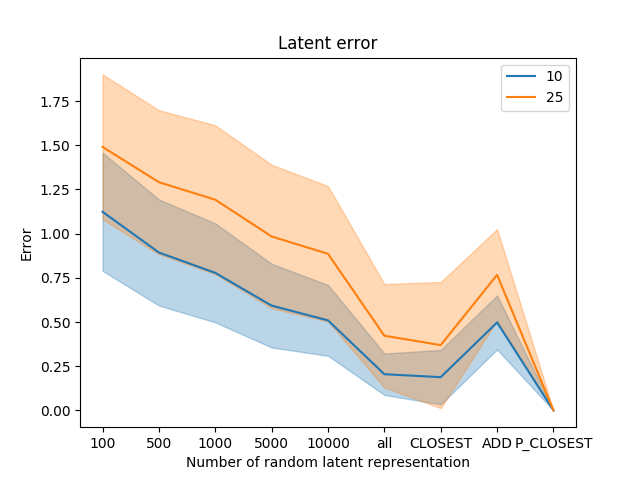 Latent error
10
25
Error
1.75
1.50
1.25
1.00
0.75
0.50
0.25
0.00
100 500 1000 5000 10000 all CLOSEST ADD P_CLOSEST
Number of random latent representation